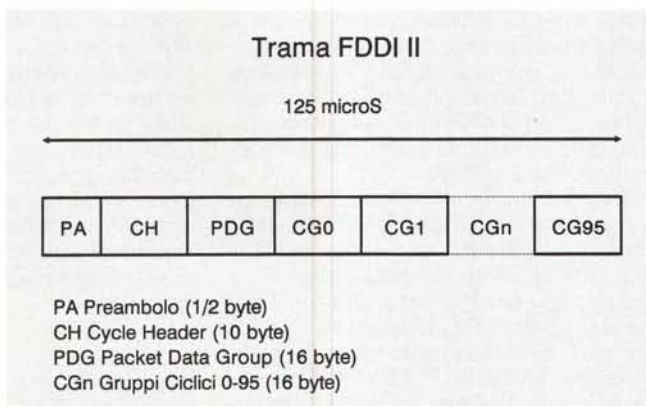 Trama FDDI II
125 microS
PA CH PDG CG0 CG1 CGn CG95
PA Preambolo (1/2 byte)
CH Cycle Header (10 byte)
PDG Packet Data Group (16 byte)
CGn Gruppi Ciclici 0-95 (16 byte)